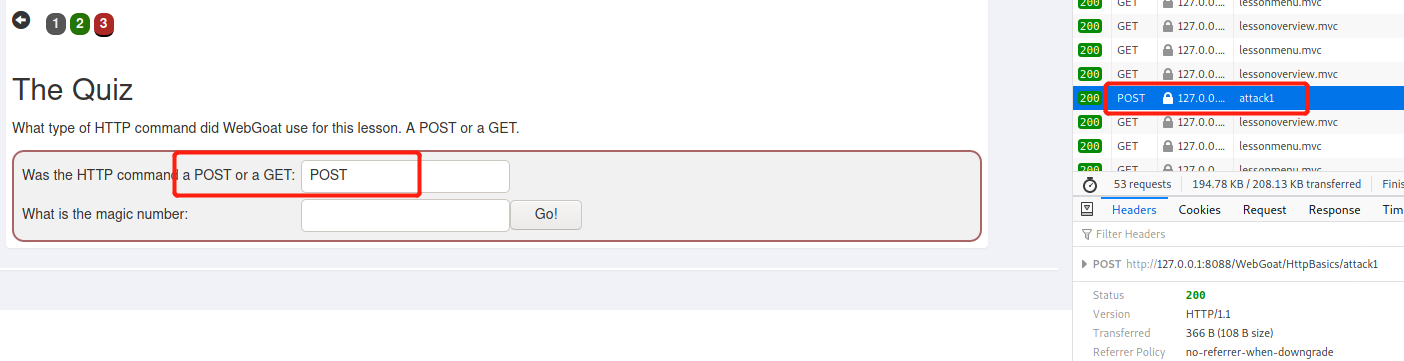 1 2 3
The Quiz
What type of HTTP command did WebGoat use for this lesson. A POST or a GET.
Was the HTTP command a POST or a GET: POST
What is the magic number: Go!
200 GET 127.0.0.... lessonmenu.mvc
200 GET 127.0.0.... lessonoverview.mvc
200 GET 127.0.0.... lessonmenu.mvc
200 GET 127.0.0.... lessonoverview.mvc
200 POST 127.0.0.... attack1
200 GET 127.0.0.... lessonoverview.mvc
200 GET 127.0.0.... lessonmenu.mvc
200 GET 127.0.0.... lessonoverview.mvc
53 requests 194.78 KB / 208.13 KB transferred Finis
Headers Cookies Request Response Tim
Filter Headers
POST http://127.0.0.1:8088/WebGoat/HttpBasics/attack1
Status 200
Version HTTP/1.1
Transferred 366 B (108 B size)
Referrer Policy no-referrer-when-downgrade